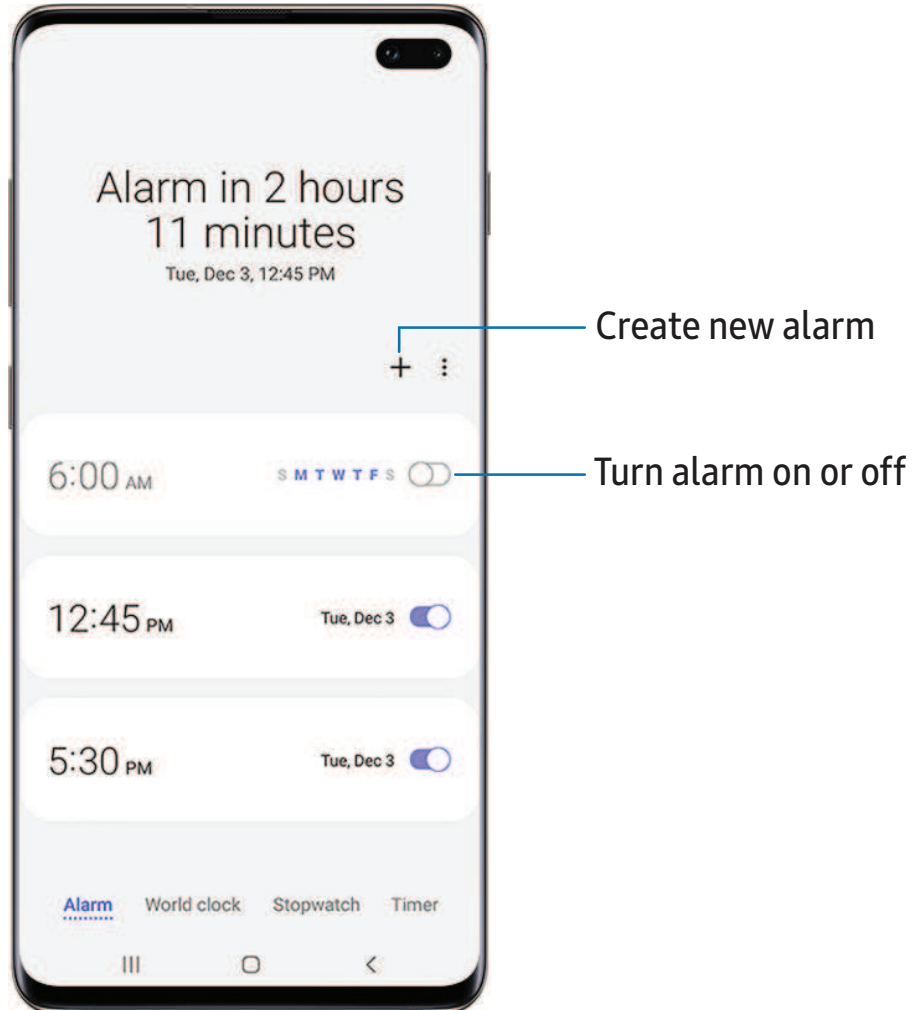 Alarm in 2 hours
11 minutes
Tue, Dec 3, 12:45 PM
Create new alarm
6:00 AM S M T W T F S
Turn alarm on or off
12:45 PM Tue, Dec 3
5:30 PM Tue, Dec 3
Alarm World clock Stopwatch Timer